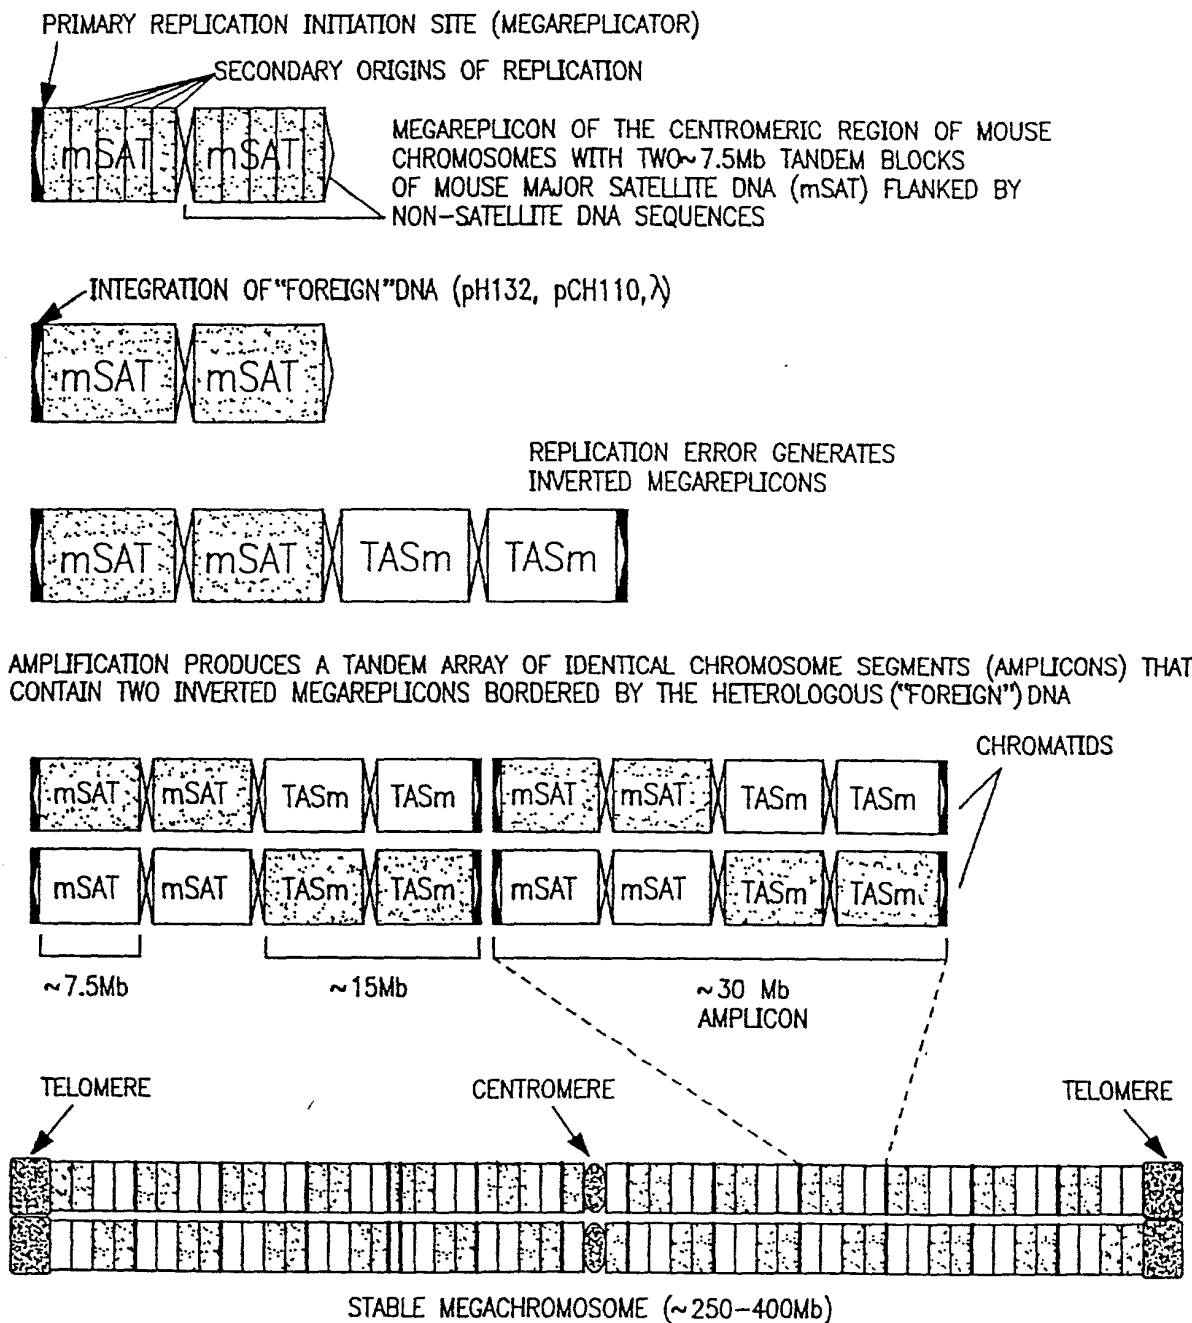 PRIMARY REPLICATION INITIATION SITE (MEGAREPLICATOR)
SECONDARY ORIGINS OF REPLICATION
mSAT mSAT
MEGAREPLICON OF THE CENTROMERIC REGION OF MOUSE
CHROMOSOMES WITH TWO~7.5Mb TANDEM BLOCKS
OF MOUSE MAJOR SATELLITE DNA (mSAT) FLANKED BY
NON-SATELLITE DNA SEQUENCES
INTEGRATION OF "FOREIGN" DNA (pH132, pCH110,λ)
mSAT mSAT
REPLICATION ERROR GENERATES
INVERTED MEGAREPLICONS
mSAT mSAT TASm TASm
AMPLIFICATION PRODUCES A TANDEM ARRAY OF IDENTICAL CHROMOSOME SEGMENTS (AMPLICONS) THAT
CONTAIN TWO INVERTED MEGAREPLICONS BORDERED BY THE HETEROLOGOUS ("FOREIGN") DNA
CHROMATIDS
mSAT mSAT TASm TASm mSAT mSAT TASm TASm
mSAT mSAT TASm TASm mSAT mSAT TASm TASm
~7.5Mb ~15Mb ~30 Mb
AMPLICON
TELOMERE CENTROMERE TELOMERE
STABLE MEGACHROMOSOME (~250-400Mb)